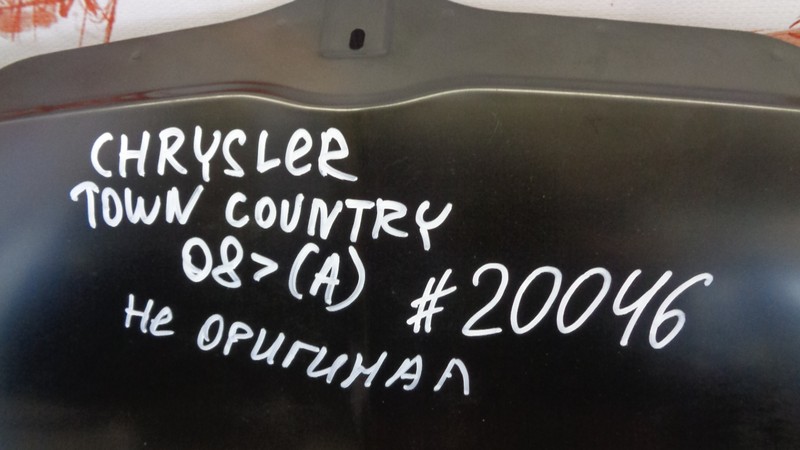 CHRYSLER
TOWN COUNTRY
08>(A)
#20046
Не ОРИГИНАЛ